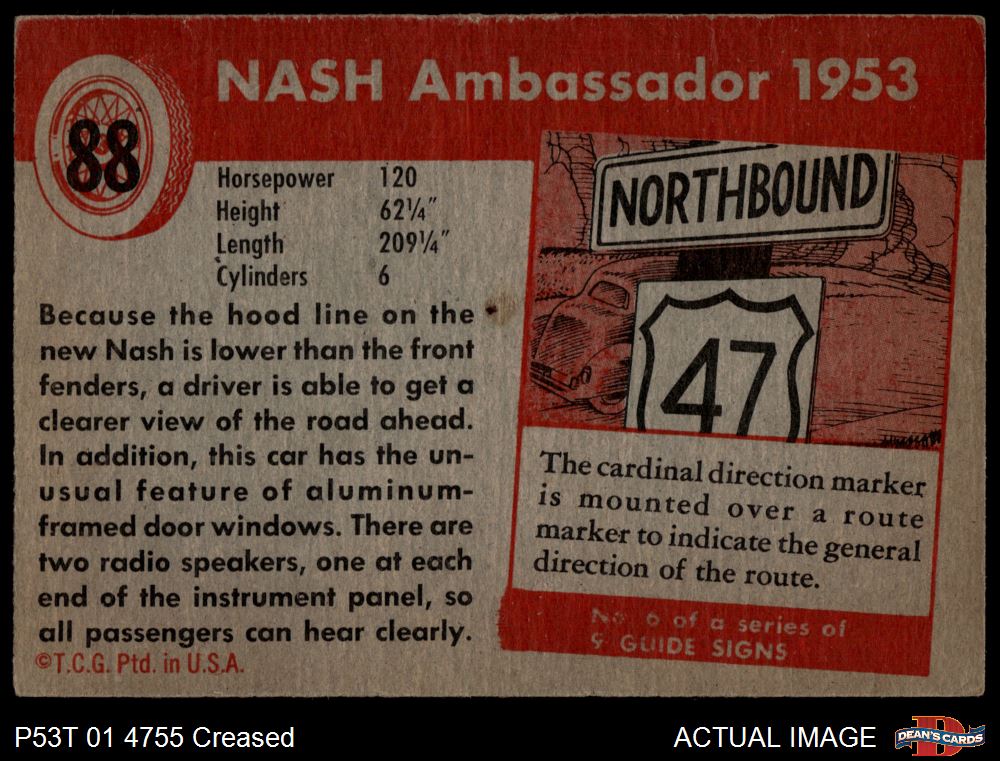 88
NASH Ambassador 1953
Horsepower 120
Height 62¼"
Length 209¼"
Cylinders 6
Because the hood line on the
new Nash is lower than the front
fenders, a driver is able to get a
clearer view of the road ahead.
In addition, this car has the un-
usual feature of aluminum-
framed door windows. There are
two radio speakers, one at each
end of the instrument panel, so
all passengers can hear clearly.
©T.C.G. Ptd. in U.S.A.
NORTHBOUND
47
The cardinal direction marker
is mounted over a route
marker to indicate the general
direction of the route.
No. 6 of a series of
9 GUIDE SIGNS
P53T 01 4755 Creased
ACTUAL IMAGE
DEAN'S CARDS